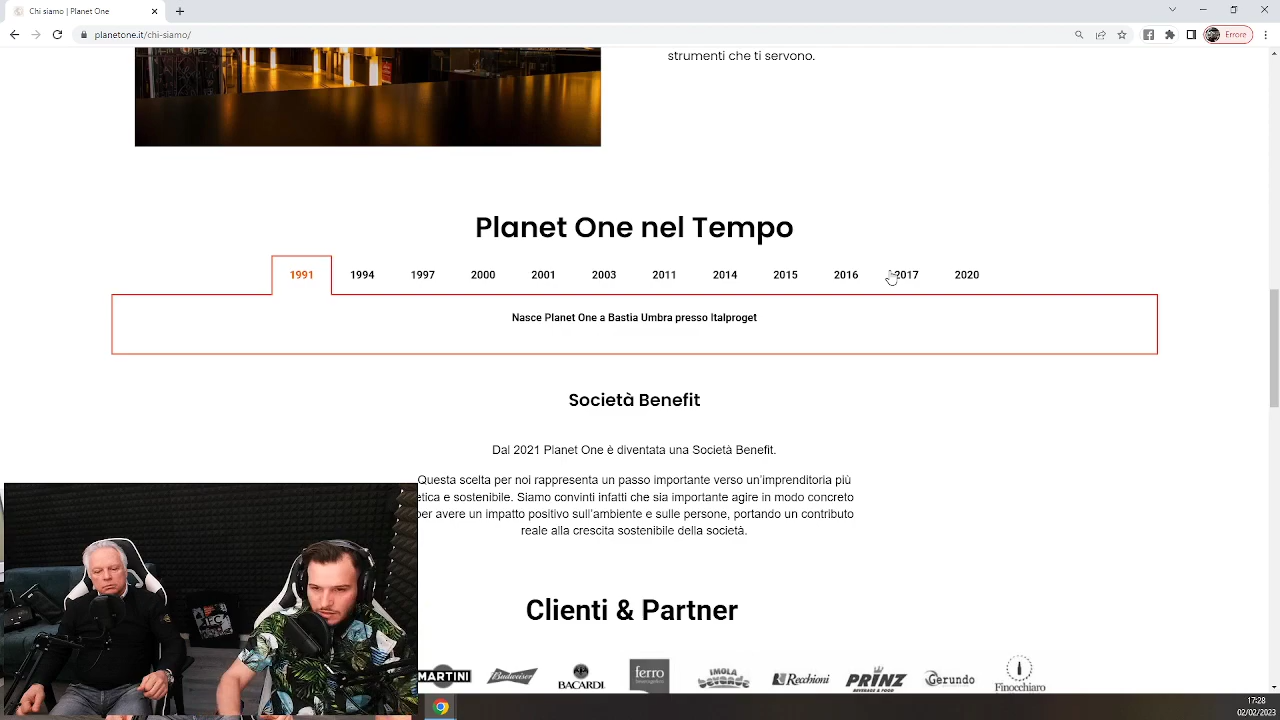 Chi siamo | Planet One
planetone.it/chi-siamo/
Errore
strumenti che ti servono.
Planet One nel Tempo
1991 1994 1997 2000 2001 2003 2011 2014 2015 2016 2017 2020
Nasce Planet One a Bastia Umbra presso Italproget
Società Benefit
Dal 2021 Planet One è diventata una Società Benefit.
Questa scelta per noi rappresenta un passo importante verso un'imprenditoria più
etica e sostenibile. Siamo convinti infatti che sia importante agire in modo concreto
per avere un impatto positivo sull'ambiente e sulle persone, portando un contributo
reale alla crescita sostenibile della società.
Clienti & Partner
MARTINI Budweiser BACARDI ferro IMOLA bevande Recchioni PRINZ BEVERAGE & FOOD Gerundo Finocchiaro
17:28
02/02/2023